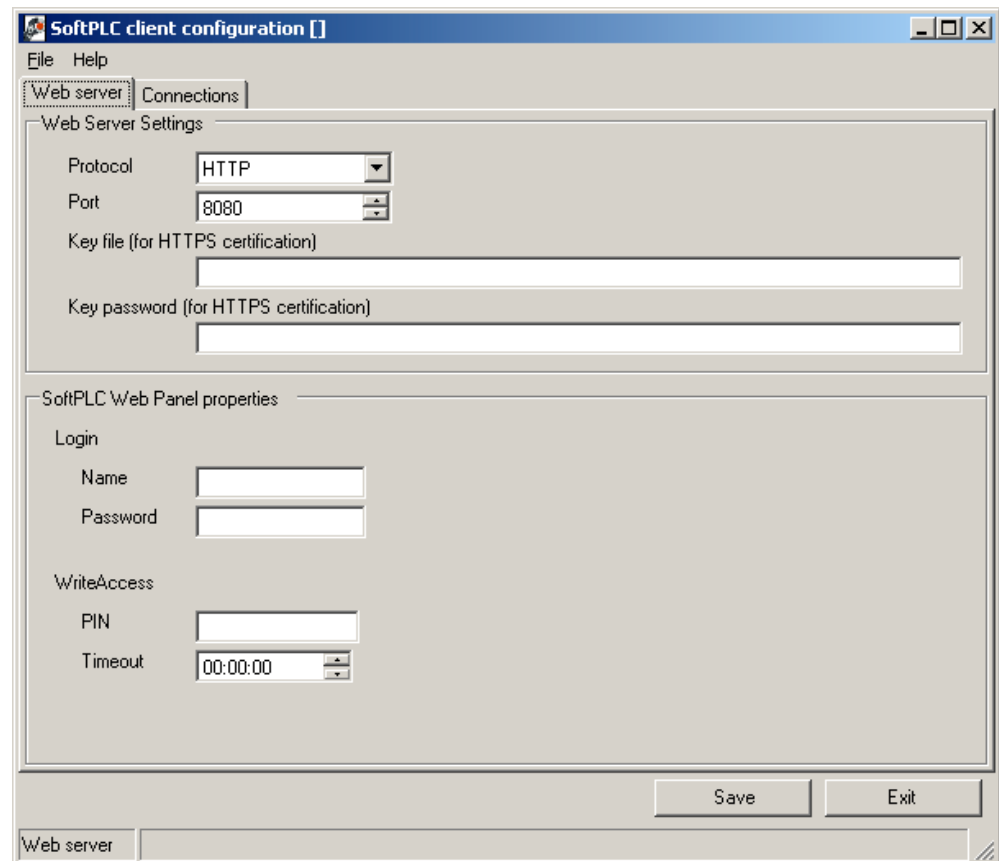 SoftPLC client configuration []
File Help
Web server Connections
Web Server Settings
Protocol HTTP
Port 8080
Key file (for HTTPS certification)
Key password (for HTTPS certification)
SoftPLC Web Panel properties
Login
Name
Password
WriteAccess
PIN
Timeout 00:00:00
Save Exit
Web server